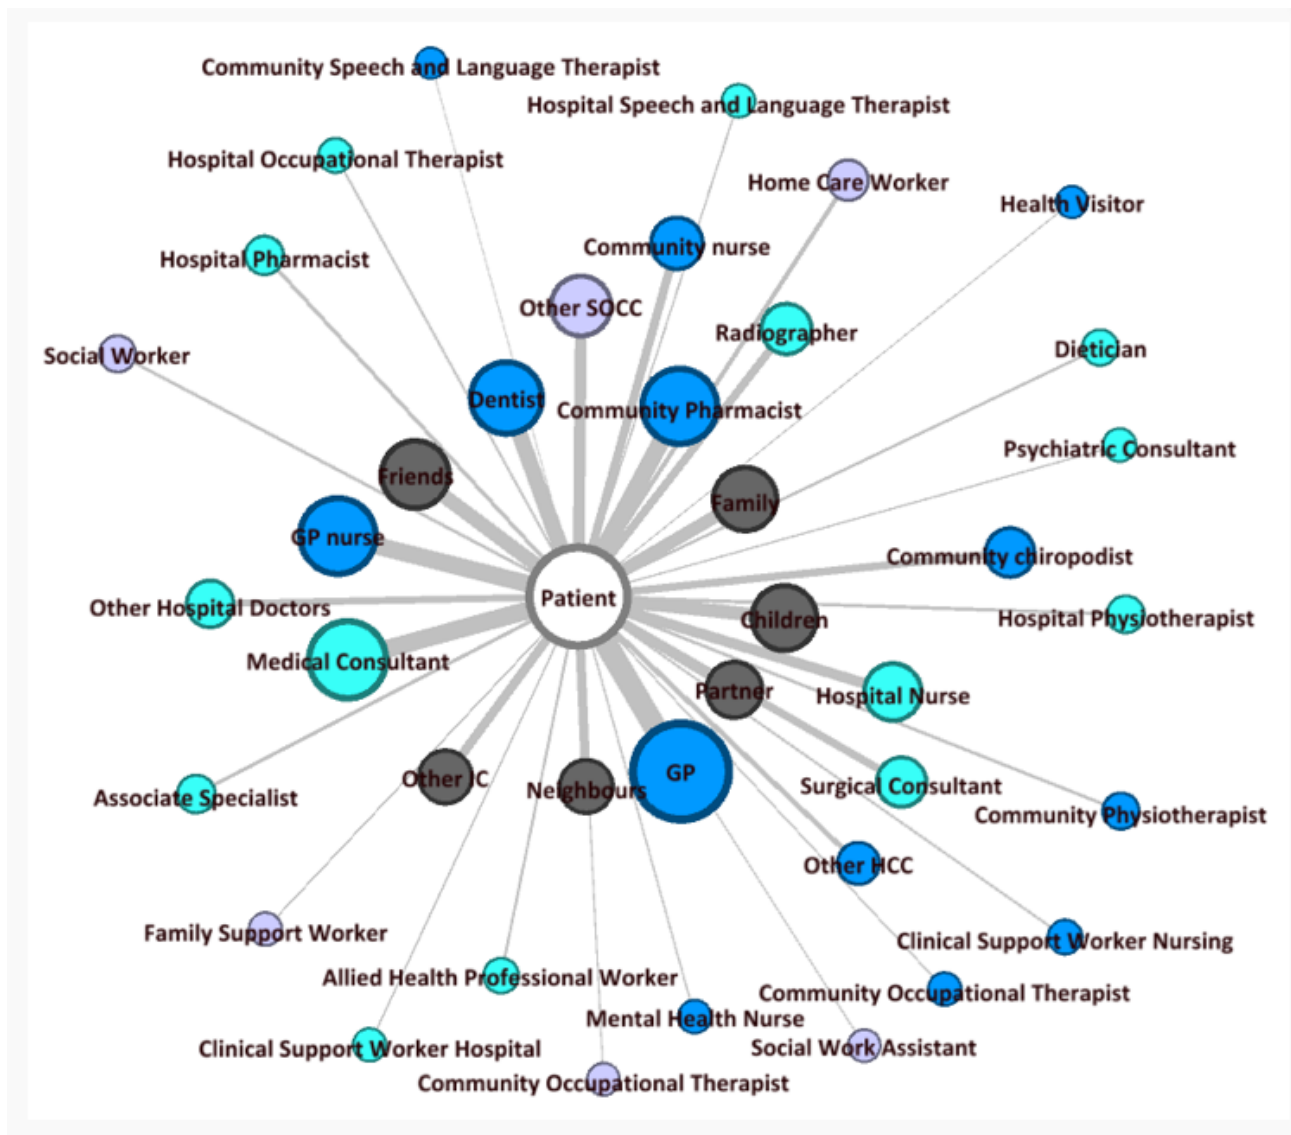 Community Speech and Language Therapist
Hospital Speech and Language Therapist
Hospital Occupational Therapist
Home Care Worker
Health Visitor
Community nurse
Hospital Pharmacist
Other SOCC
Radiographer
Social Worker
Dietician
Dentist
Community Pharmacist
Psychiatric Consultant
Friends
Family
GP nurse
Community chiropodist
Patient
Other Hospital Doctors
Children
Hospital Physiotherapist
Medical Consultant
Partner
Hospital Nurse
GP
Other IC
Neighbours
Surgical Consultant
Associate Specialist
Community Physiotherapist
Other HCC
Family Support Worker
Clinical Support Worker Nursing
Allied Health Professional Worker
Community Occupational Therapist
Mental Health Nurse
Clinical Support Worker Hospital
Social Work Assistant
Community Occupational Therapist